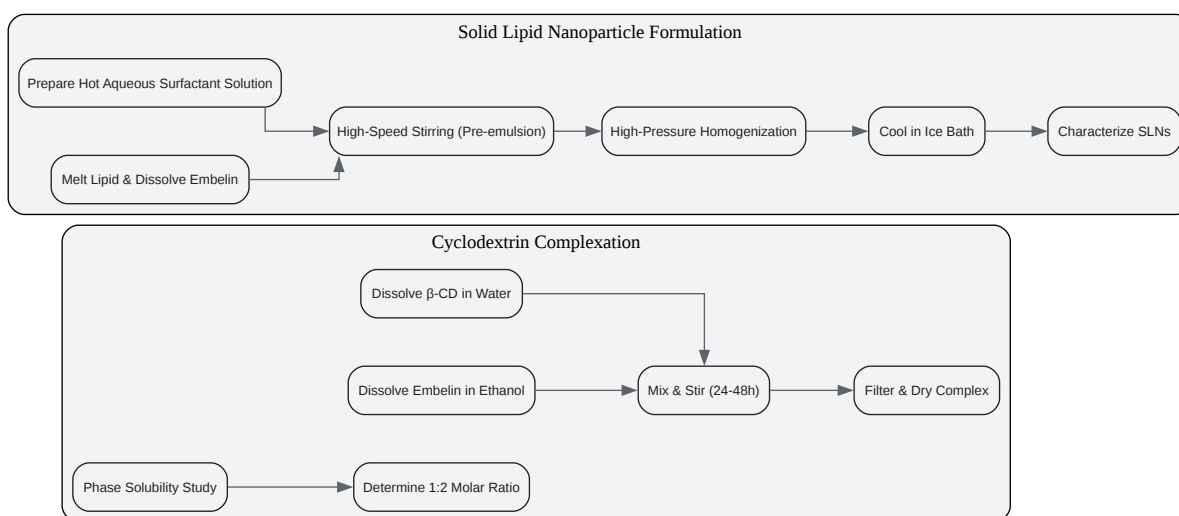 Solid Lipid Nanoparticle Formulation
Prepare Hot Aqueous Surfactant Solution
High-Speed Stirring (Pre-emulsion)
High-Pressure Homogenization
Cool in Ice Bath
Characterize SLNs
Melt Lipid & Dissolve Embelin
Cyclodextrin Complexation
Dissolve β-CD in Water
Dissolve Embelin in Ethanol
Mix & Stir (24-48h)
Filter & Dry Complex
Phase Solubility Study
Determine 1:2 Molar Ratio